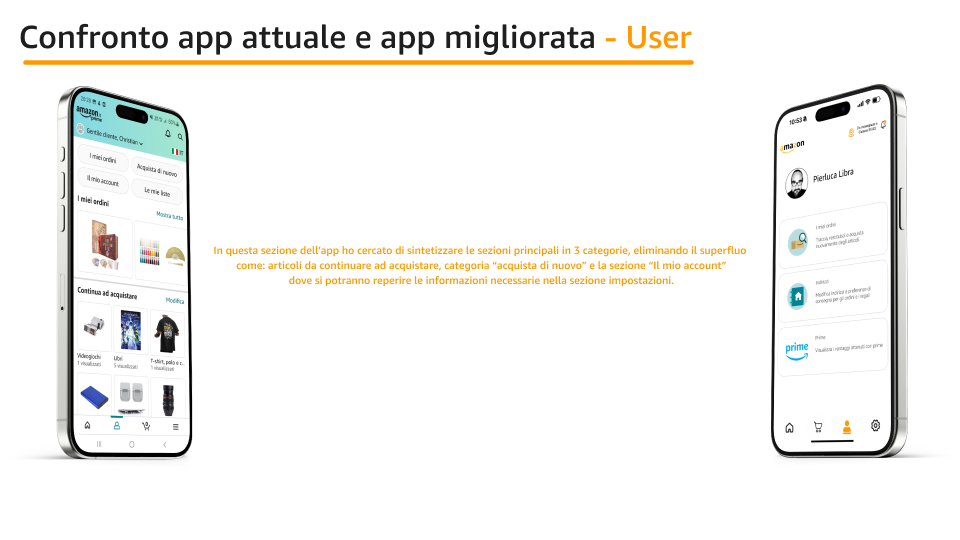 Confronto app attuale e app migliorata - User
20:20
100%
amazon
prime
Gentile cliente, Christian
IT
I miei ordini
Acquista di nuovo
Il mio account
Le mie liste
I miei ordini
Mostra tutto
Continua ad acquistare
Modifica
Videogiochi
1 visualizzati
Libri
5 visualizzati
T-shirt, polo e c..
1 visualizzati
In questa sezione dell'app ho cercato di sintetizzare le sezioni principali in 3 categorie, eliminando il superfluo
come: articoli da continuare ad acquistare, categoria "acquista di nuovo" e la sezione "Il mio account"
dove si potranno reperire le informazioni necessarie nella sezione impostazioni.
10:53
amazon
Pierluca Libra
I miei ordini
Traccia, restituisci o acquista
nuovamente degli articoli
Indirizzi
Modifica indirizzi e preferenze di
consegna per gli ordini e i regali
prime
Prime
Visualizza i vantaggi ottenuti con prime